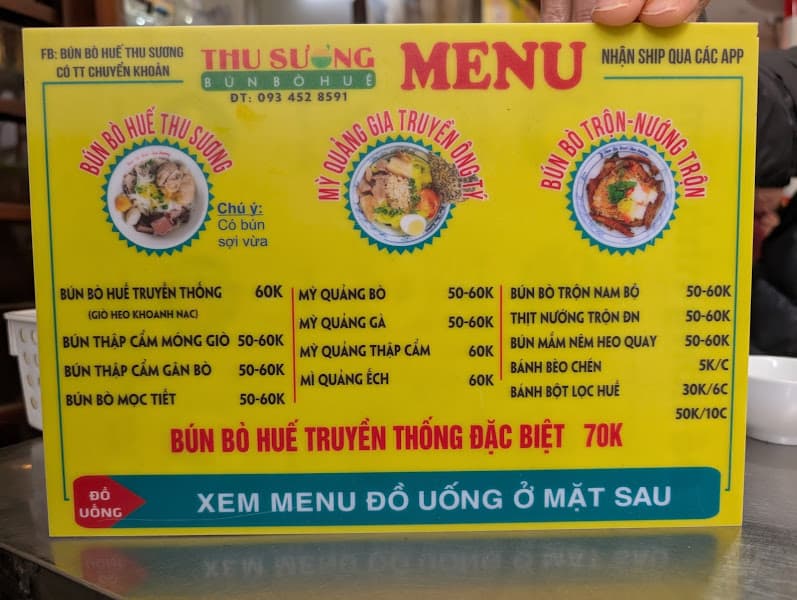 FB: BÚN BÒ HUẾ THU SƯƠNG
CÓ TT CHUYỂN KHOẢN
THU SƯƠNG
BÚN BÒ HUẾ
ĐT: 093 452 8591
MENU
NHẬN SHIP QUA CÁC APP
BÚN BÒ HUẾ THU SƯƠNG
Chú ý:
Có bún
sợi vừa
MỲ QUẢNG GIA TRUYỀN ÔNG TÝ
BÚN BÒ TRỘN-NƯỚNG TRỘN
BÚN BÒ HUẾ TRUYỀN THỐNG 60K
(GIÒ HEO KHOANH NẠC)
BÚN THẬP CẨM MÓNG GIÒ 50-60K
BÚN THẬP CẨM GÂN BÒ 50-60K
BÚN BÒ MỌC TIẾT 50-60K
MỲ QUẢNG BÒ 50-60K
MỲ QUẢNG GÀ 50-60K
MỲ QUẢNG THẬP CẨM 60K
MÌ QUẢNG ẾCH 60K
BÚN BÒ TRỘN NAM BỘ 50-60K
THỊT NƯỚNG TRỘN ĐN 50-60K
BÚN MẮM NÊM HEO QUAY 50-60K
BÁNH BÈO CHÉN 5K/C
BÁNH BỘT LỌC HUẾ 30K/6C
50K/10C
BÚN BÒ HUẾ TRUYỀN THỐNG ĐẶC BIỆT 70K
ĐỒ
UỐNG
XEM MENU ĐỒ UỐNG Ở MẶT SAU